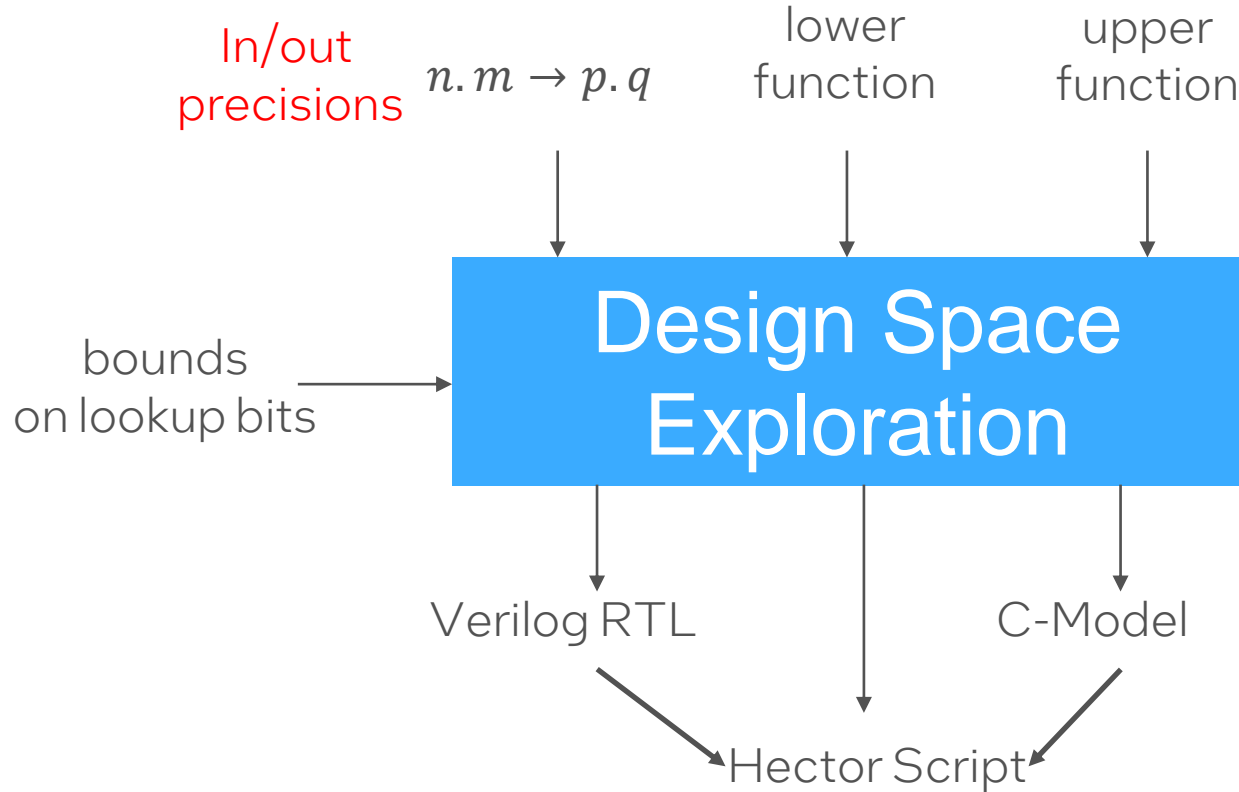 In/out
precisions
n.m → p.q
lower
function
upper
function
bounds
on lookup bits
Design Space
Exploration
Verilog RTL
C-Model
Hector Script